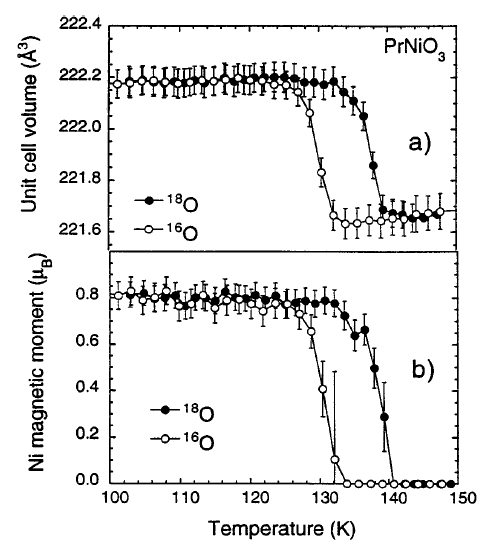 PrNiO3
222.4
222.2
222.0
221.8
221.6
Unit cell volume (Å3)
a)
18O
16O
0.8
0.6
0.4
0.2
0.0
Ni magnetic moment (μB)
b)
18O
16O
100 110 120 130 140 150
Temperature (K)